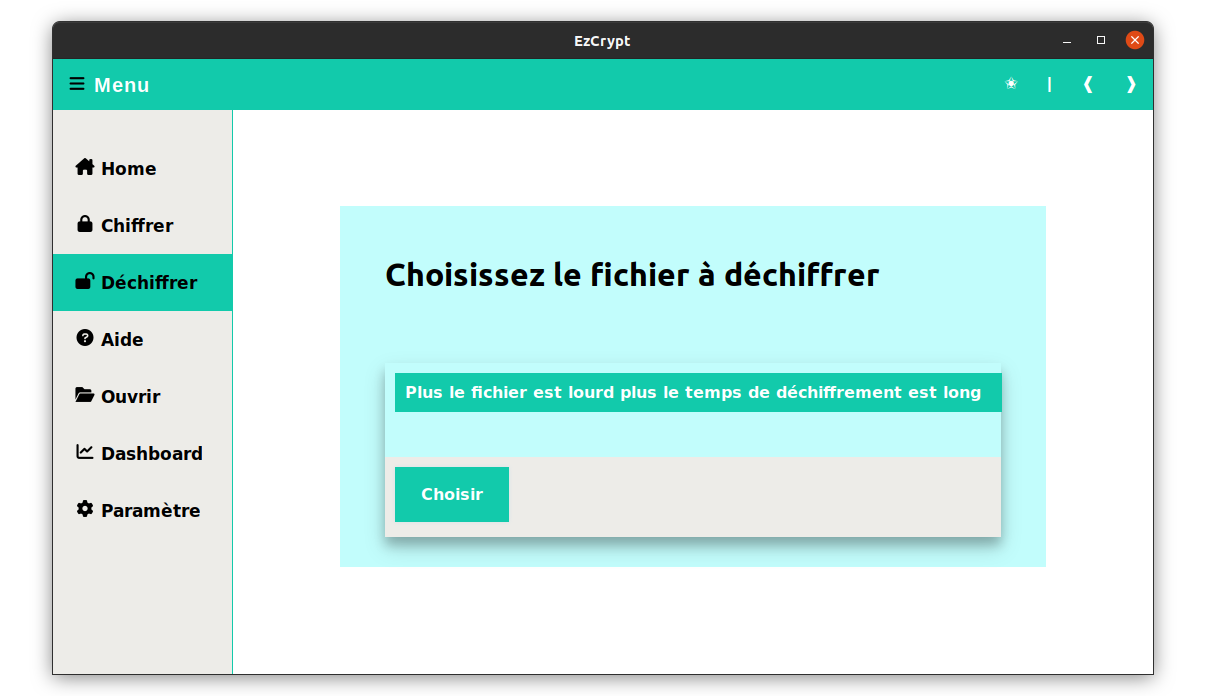 EzCrypt
Menu
Home
Chiffrer
Déchiffrer
Aide
Ouvrir
Dashboard
Paramètre
Choisissez le fichier à déchiffrer
Plus le fichier est lourd plus le temps de déchiffrement est long
Choisir